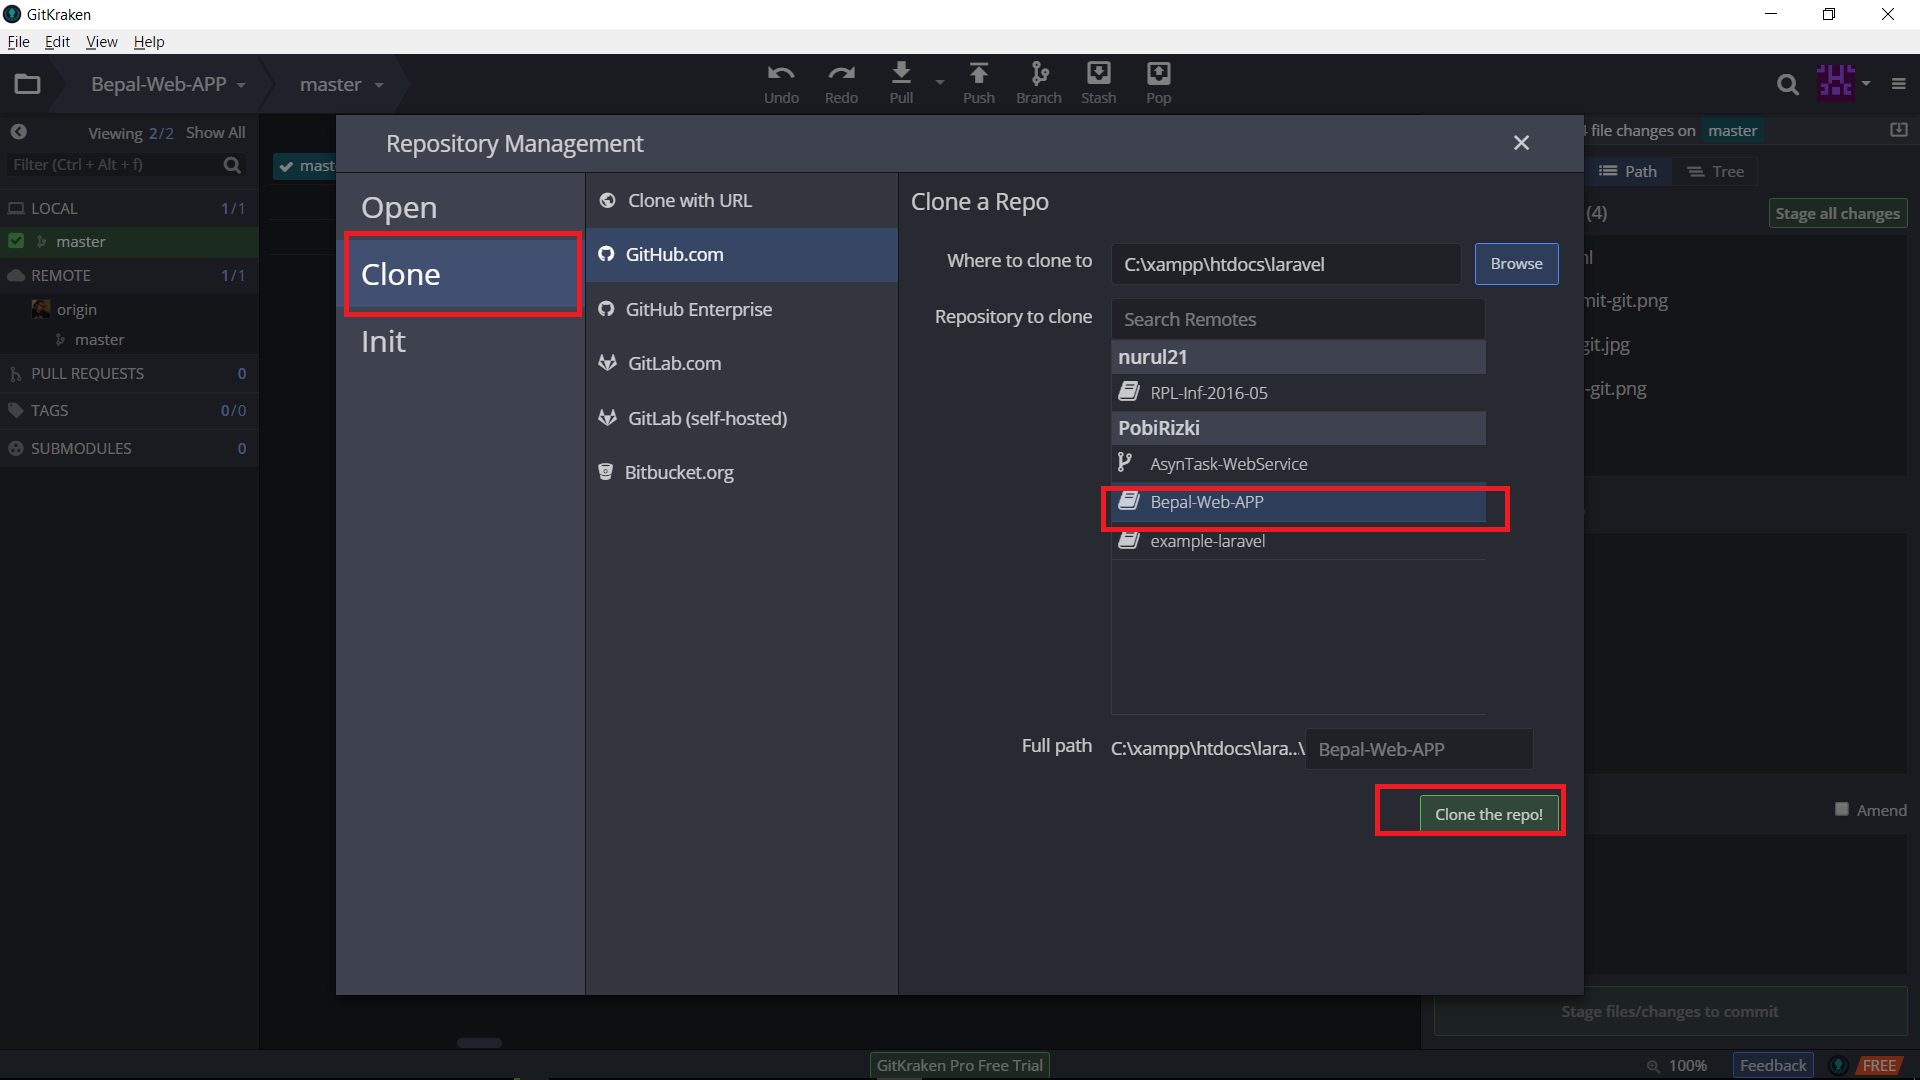 GitKraken
File Edit View Help
Bepal-Web-APP
master
Undo
Redo
Pull
Push
Branch
Stash
Pop
Viewing 2/2 Show All
Filter (Ctrl + Alt + f)
LOCAL 1/1
master
REMOTE 1/1
origin
master
PULL REQUESTS 0
TAGS 0/0
SUBMODULES 0
Repository Management
Open
Clone
Init
Clone with URL
GitHub.com
GitHub Enterprise
GitLab.com
GitLab (self-hosted)
Bitbucket.org
Clone a Repo
Where to clone to C:\xampp\htdocs\laravel Browse
Repository to clone Search Remotes
nurul21
RPL-Inf-2016-05
PobiRizki
AsynTask-WebService
Bepal-Web-APP
example-laravel
Full path C:\xampp\htdocs\lara..\ Bepal-Web-APP
Clone the repo!
file changes on master
Path Tree
(4) Stage all changes
mit-git.png
git.jpg
-git.png
Amend
Stage files/changes to commit
GitKraken Pro Free Trial
100% Feedback FREE